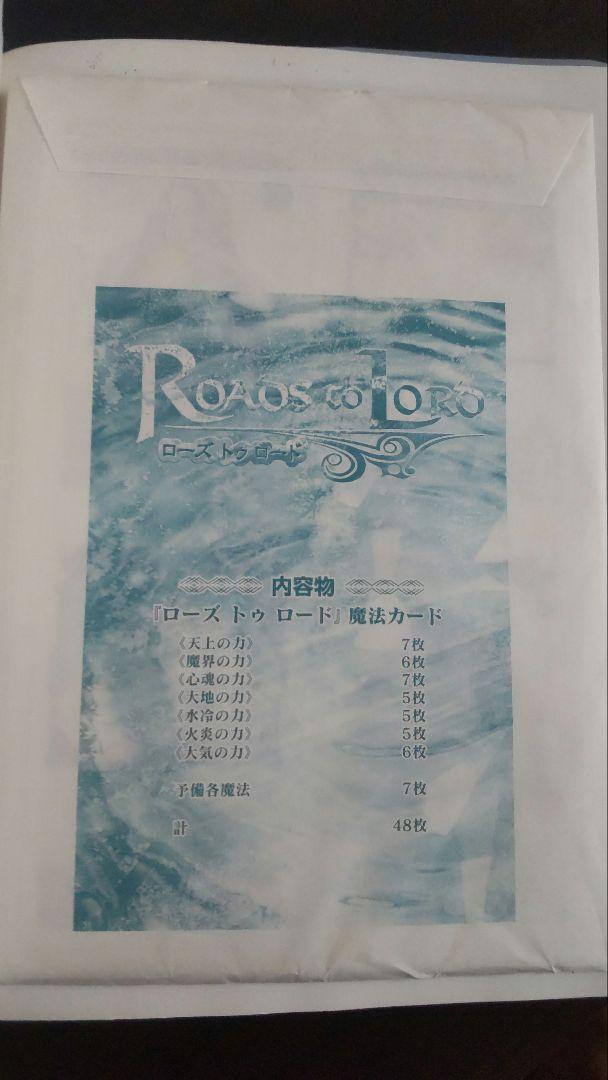 ROADS to LORD
ローズ トゥ ロード
内容物
『ローズ トゥ ロード』魔法カード
《天上の力》 7枚
《魔界の力》 6枚
《心魂の力》 7枚
《大地の力》 5枚
《水冷の力》 5枚
《火炎の力》 5枚
《大気の力》 6枚
予備各魔法 7枚
計 48枚